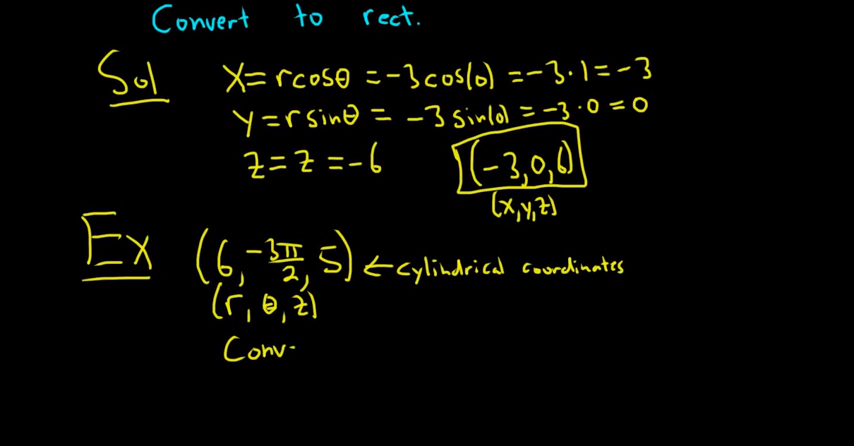 Convert to rect.
Sol x = r cos θ = -3 cos(0) = -3 · 1 = -3
y = r sin θ = -3 sin(0) = -3 · 0 = 0
z = z = -6 (-3, 0, 6)
(x, y, z)
Ex (6, -3π/2, 5) ← cylindrical coordinates
(r, θ, z)
Conv